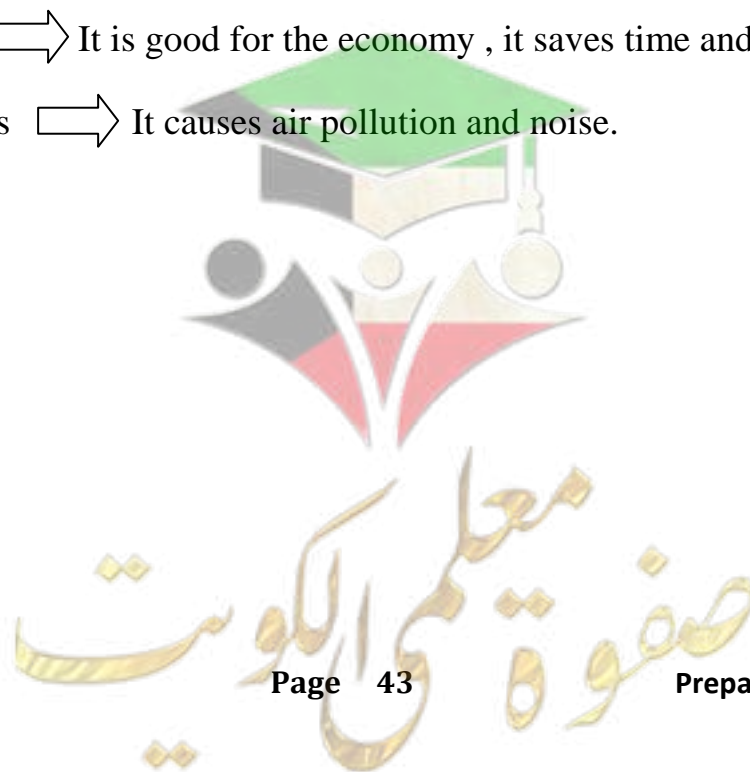 It is good for the economy , it saves time and
s It causes air pollution and noise.
صفوة معلمى الكويت
Page 43 Prepa